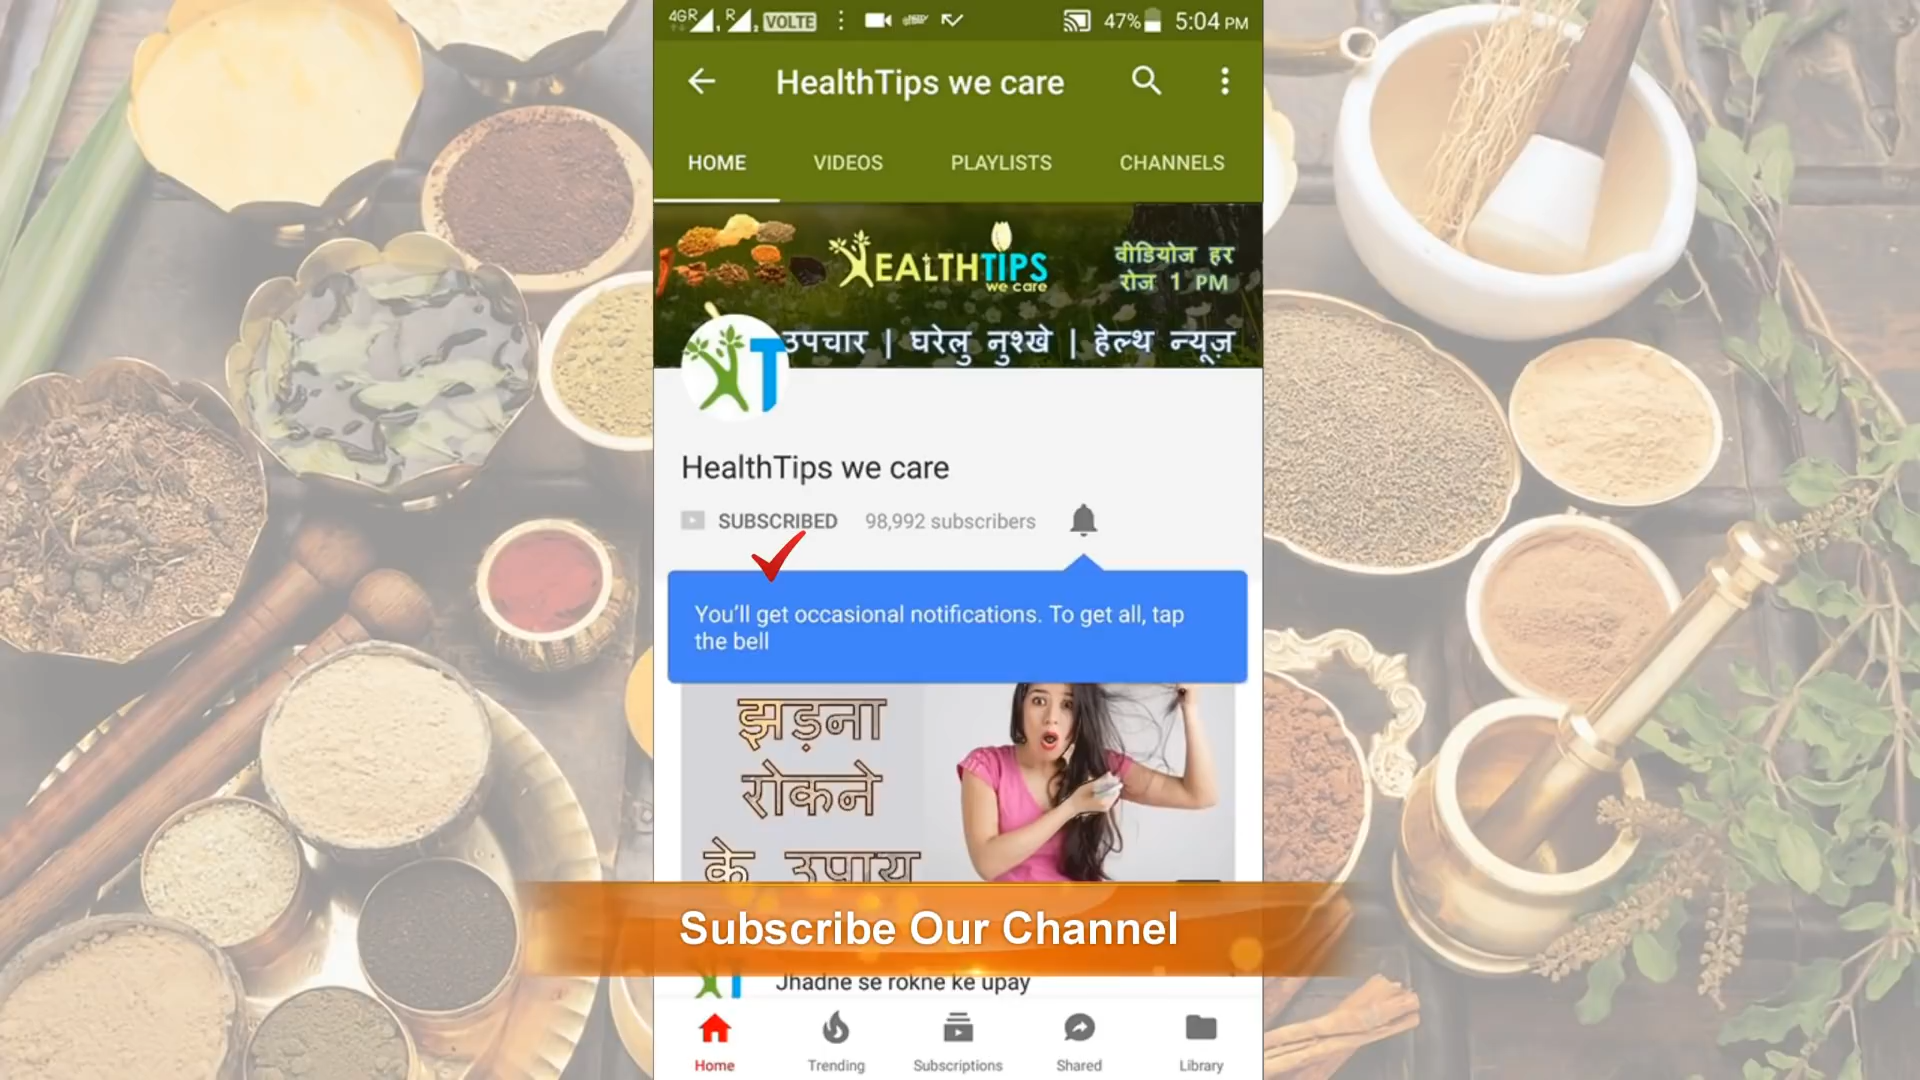 4GR R VOLTE 47% 5:04 PM
HealthTips we care
HOME VIDEOS PLAYLISTS CHANNELS
HEALTHTIPS
we care
वीडियोज हर
रोज 1 PM
उपचार | घरेलु नुश्खे | हेल्थ न्यूज़
T
HealthTips we care
SUBSCRIBED 98,992 subscribers
You’ll get occasional notifications. To get all, tap
the bell
झड़ना
रोकने
के उपाय
Subscribe Our Channel
Jhadne se rokne ke upay
Home Trending Subscriptions Shared Library